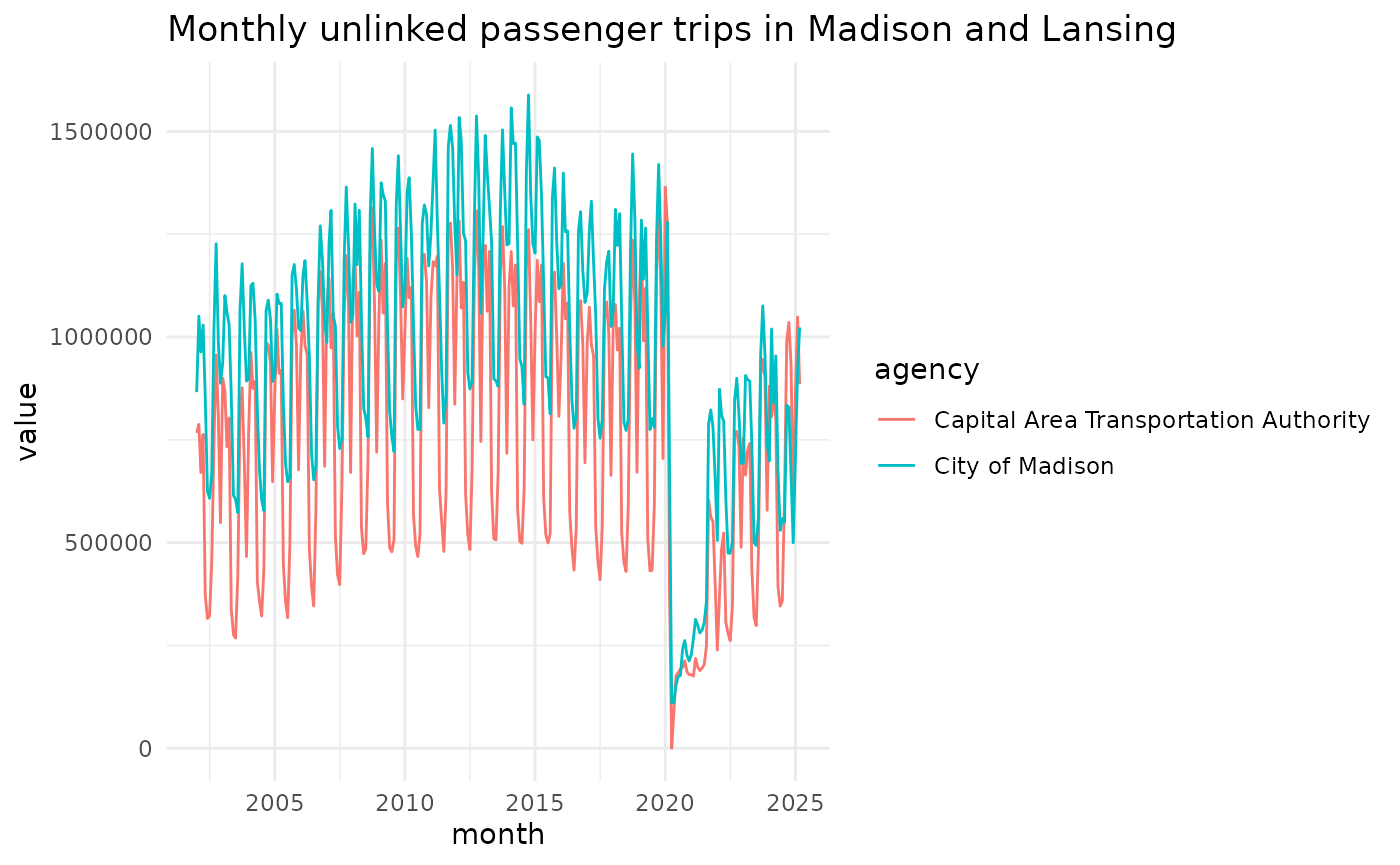 Monthly unlinked passenger trips in Madison and Lansing
value
1500000
1000000
500000
0
2005 2010 2015 2020 2025
month
agency
Capital Area Transportation Authority
City of Madison